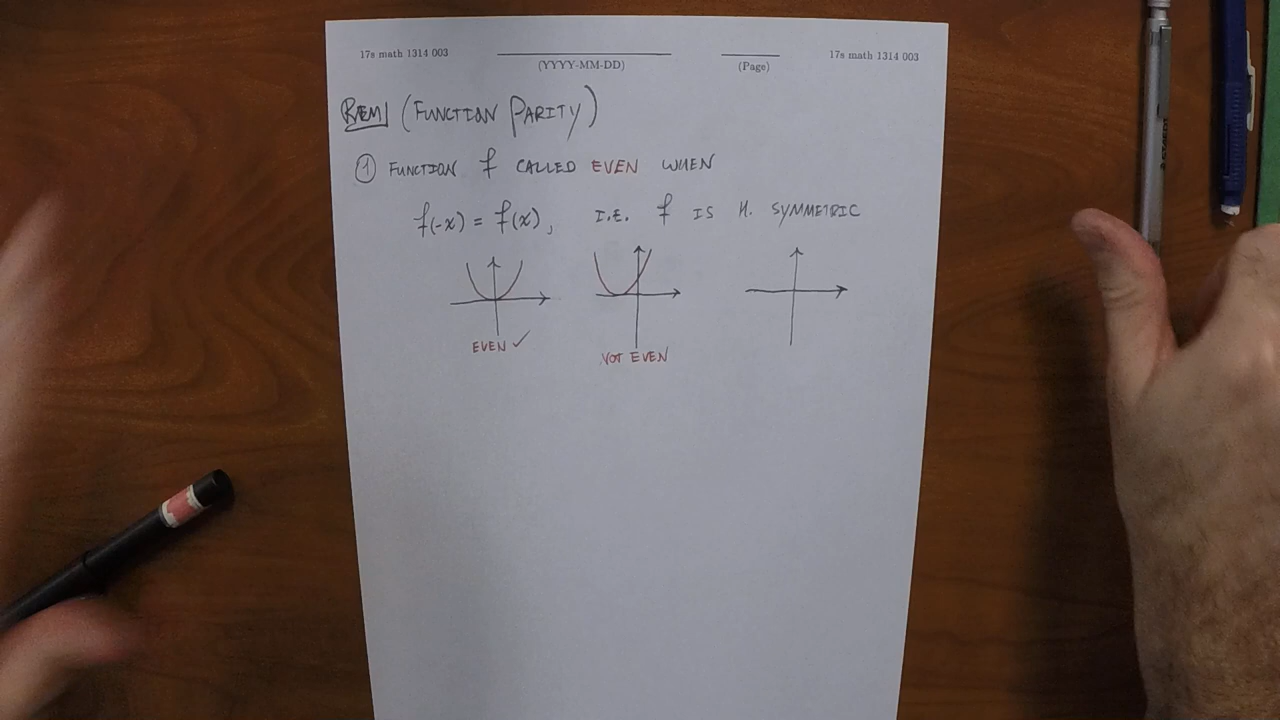 17s math 1314 003 (YYYY-MM-DD) (Page) 17s math 1314 003
REM (FUNCTION PARITY)
① FUNCTION f CALLED EVEN WHEN
f(-x) = f(x), I.E. f IS H. SYMMETRIC
EVEN ✓ NOT EVEN